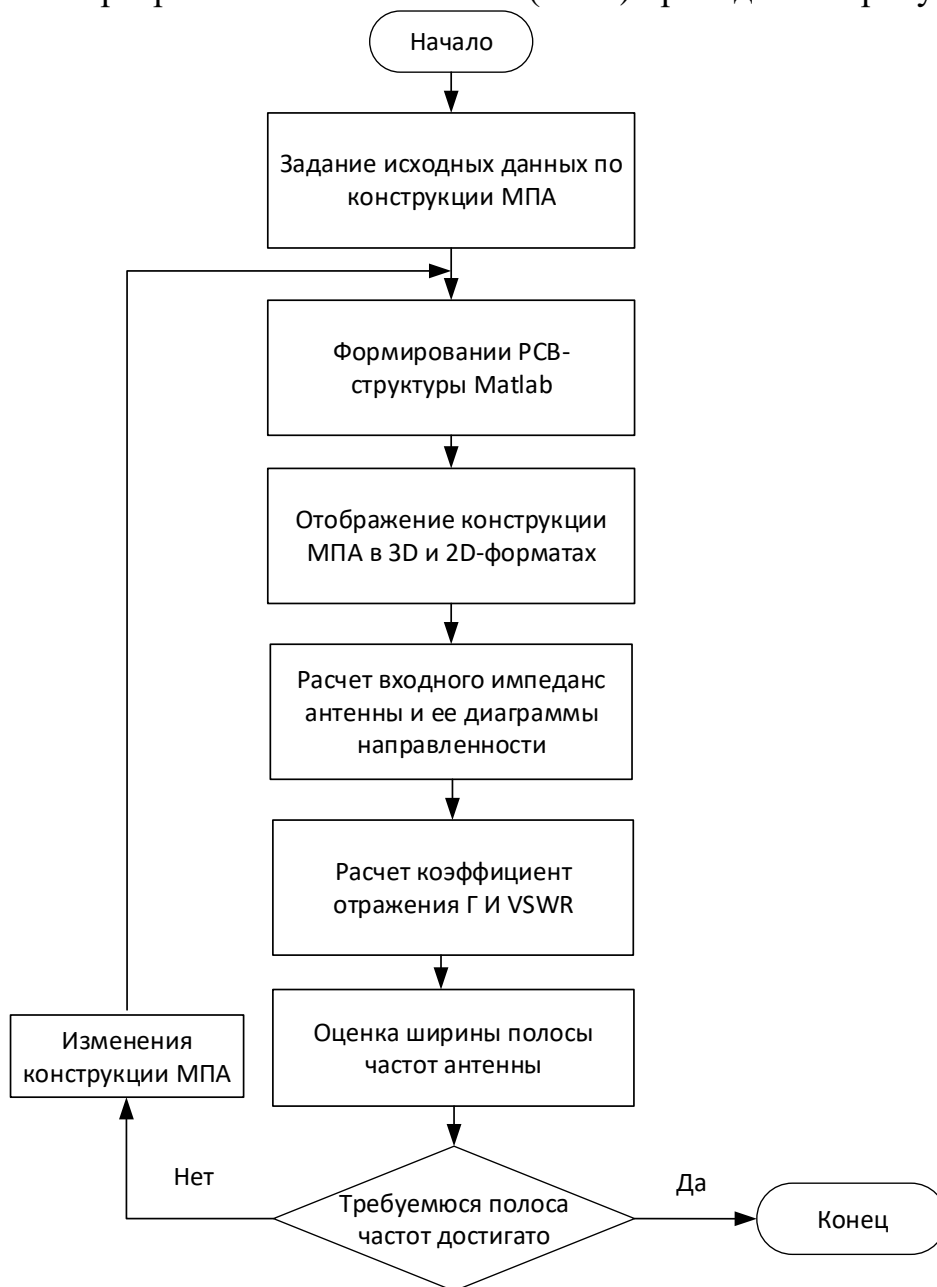 Начало
Задание исходных данных по
конструкции МПА
Формировании PCB-
структуры Matlab
Отображение конструкции
МПА в 3D и 2D-форматах
Расчет входного импеданс
антенны и ее диаграммы
направленности
Расчет коэффициент
отражения Г И VSWR
Изменения
конструкции МПА
Оценка ширины полосы
частот антенны
Нет
Требуемюся полоса
частот достигато
Да
Конец